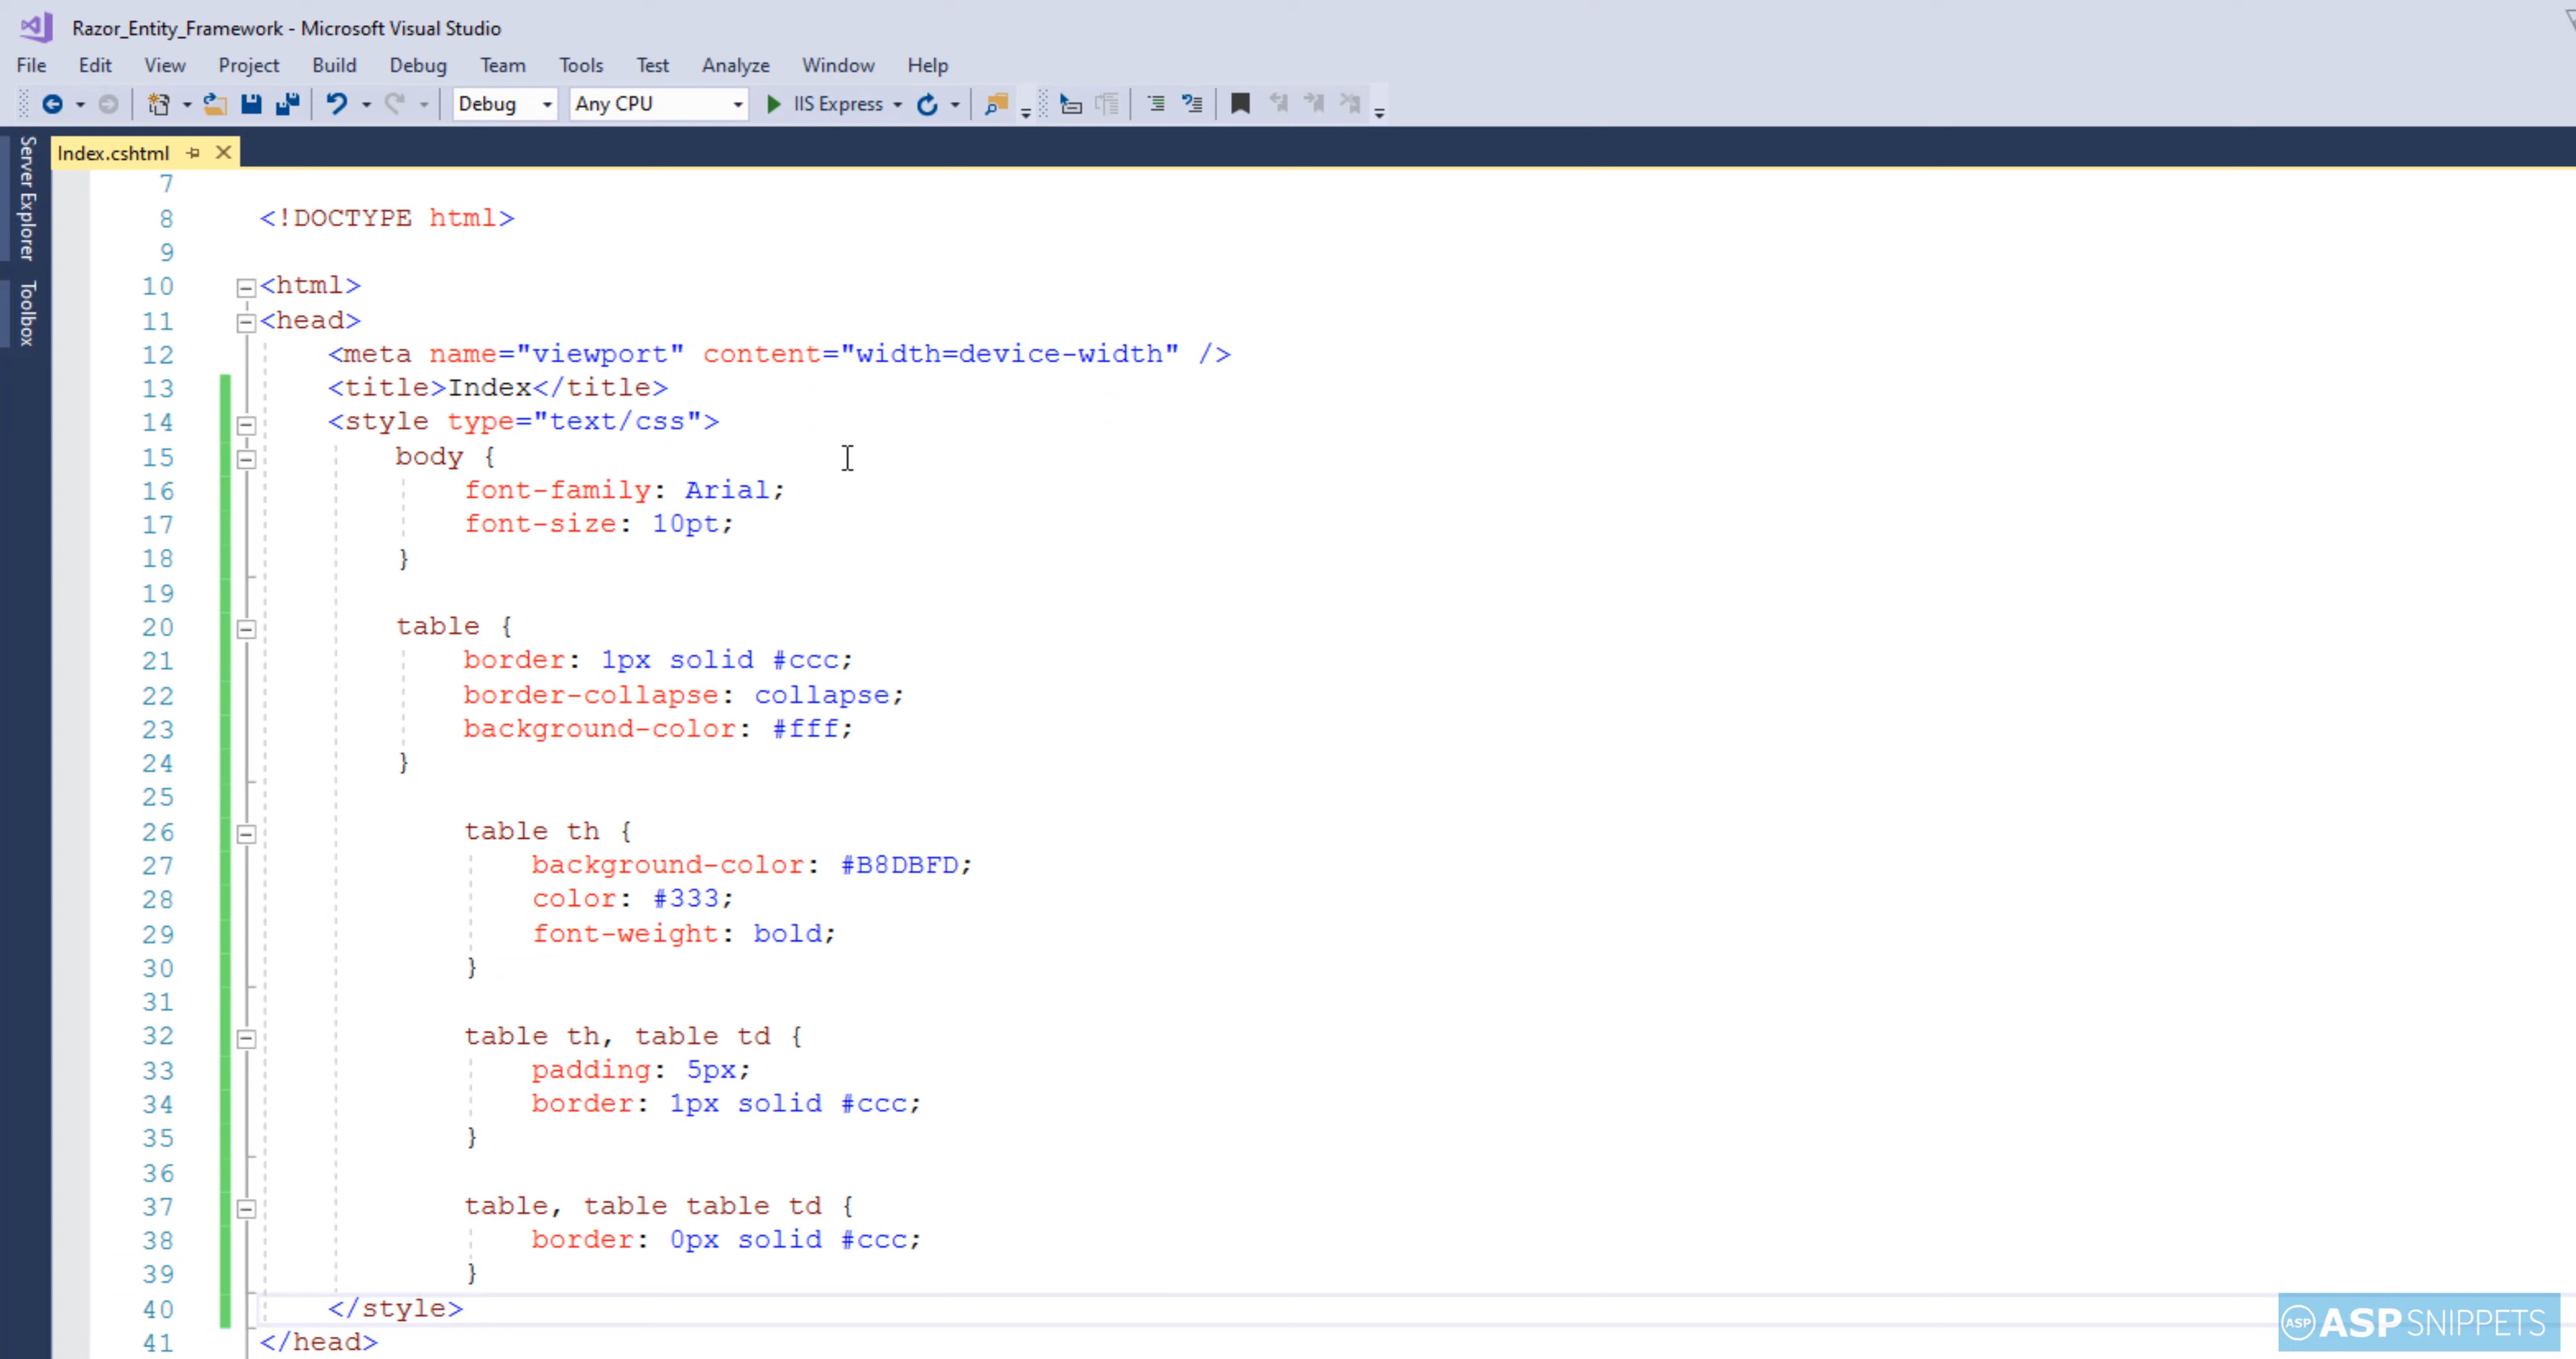 Razor_Entity_Framework - Microsoft Visual Studio
File Edit View Project Build Debug Team Tools Test Analyze Window Help
Debug Any CPU IIS Express
Server Explorer
Toolbox
Index.cshtml
7
8 <!DOCTYPE html>
9
10 <html>
11 <head>
12 <meta name="viewport" content="width=device-width" />
13 <title>Index</title>
14 <style type="text/css">
15 body {
16 font-family: Arial;
17 font-size: 10pt;
18 }
19
20 table {
21 border: 1px solid #ccc;
22 border-collapse: collapse;
23 background-color: #fff;
24 }
25
26 table th {
27 background-color: #B8DBFD;
28 color: #333;
29 font-weight: bold;
30 }
31
32 table th, table td {
33 padding: 5px;
34 border: 1px solid #ccc;
35 }
36
37 table, table table td {
38 border: 0px solid #ccc;
39 }
40 </style>
41 </head>
ASP ASPSNIPPETS